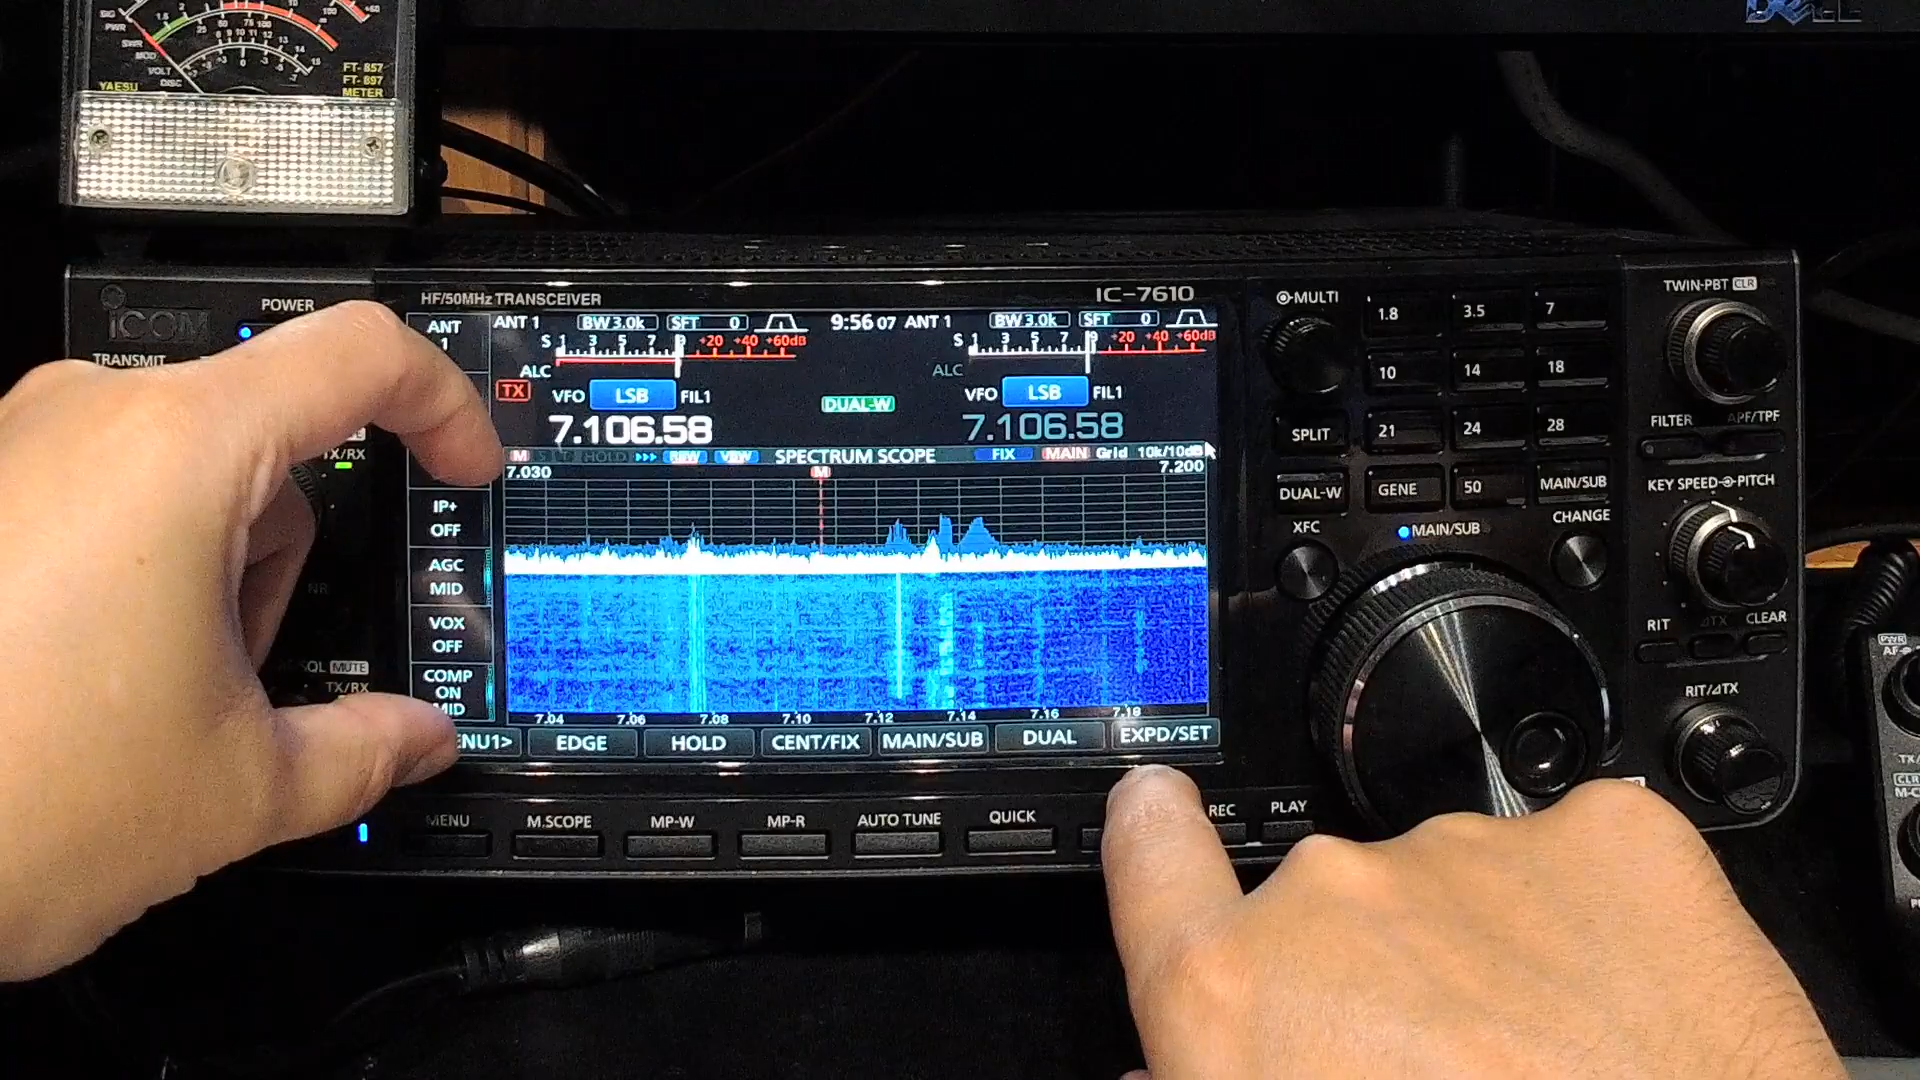 DELL
SIG
PWR
SWR
MOD
VOLT
DISC
YAESU
FT-857
FT-897
METER
ICOM
POWER
TRANSMIT
HF/50MHz TRANSCEIVER
IC-7610
ANT 1
ANT 1 BW 3.0k SFT 0 9:56 07 ANT 1 BW 3.0k SFT 0
S 1 3 5 7 9 +20 +40 +60dB
S 1 3 5 7 9 +20 +40 +60dB
ALC
ALC
TX VFO LSB FIL1
DUAL-W
VFO LSB FIL1
7.106.58
7.106.58
M HOLD RBW VBW SPECTRUM SCOPE FIX MAIN Grid 10k/10dB
7.030 M 7.200
IP+
OFF
AGC
MID
VOX
OFF
COMP
ON
MID
7.04 7.06 7.08 7.10 7.12 7.14 7.16 7.18
ENU1> EDGE HOLD CENT/FIX MAIN/SUB DUAL EXPD/SET
TX/RX
NR
SQL MUTE
TX/RX
MENU M.SCOPE MP-W MP-R AUTO TUNE QUICK REC PLAY
MULTI
1.8 3.5 7
10 14 18
SPLIT 21 24 28
DUAL-W GENE 50 MAIN/SUB
XFC MAIN/SUB CHANGE
TWIN-PBT CLR
FILTER APF/TPF
KEY SPEED PITCH
RIT ⊿TX CLEAR
RIT/⊿TX
PWR